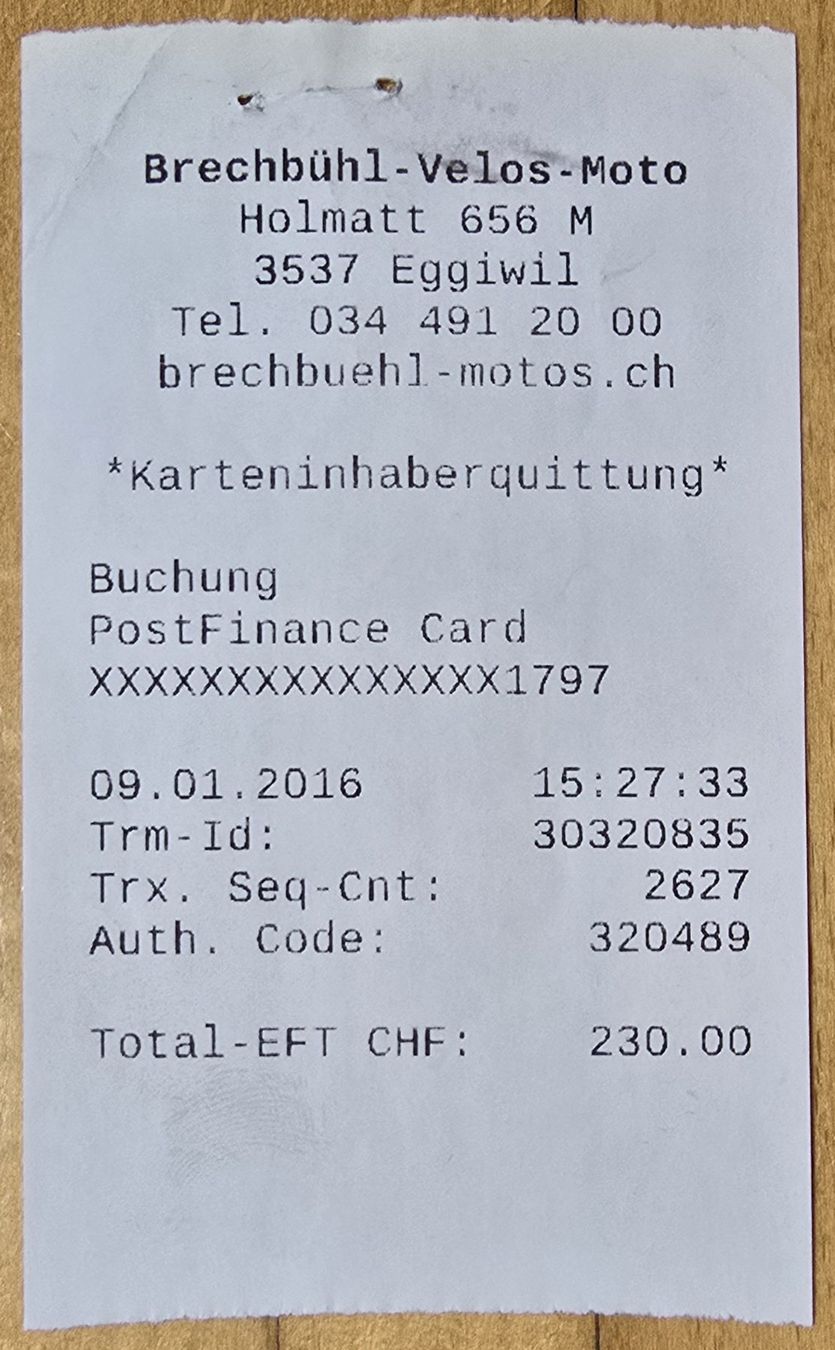 Brechbühl-Velos-Moto
Holmatt 656 M
3537 Eggiwil
Tel. 034 491 20 00
brechbuehl-motos.ch
*Karteninhaberquittung*
Buchung
PostFinance Card
XXXXXXXXXXXXXXX1797
09.01.2016 15:27:33
Trm-Id: 30320835
Trx. Seq-Cnt: 2627
Auth. Code: 320489
Total-EFT CHF: 230.00